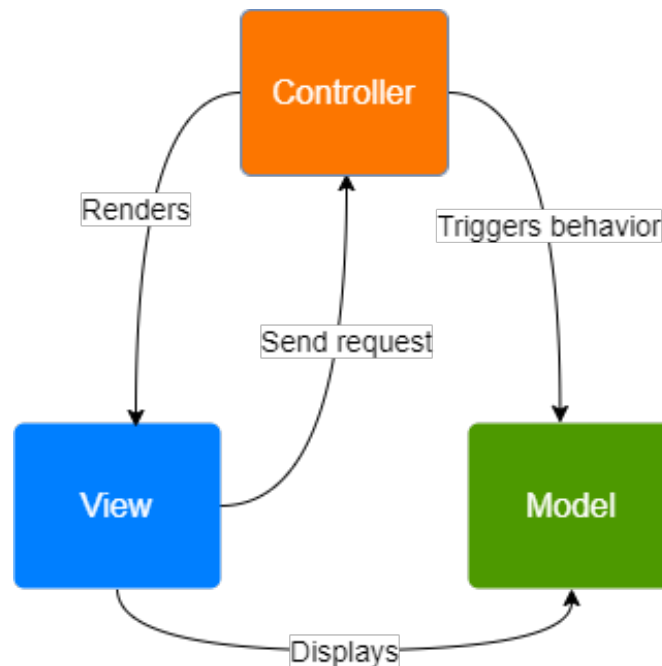 Controller
Renders
Triggers behavior
Send request
View
Model
Displays